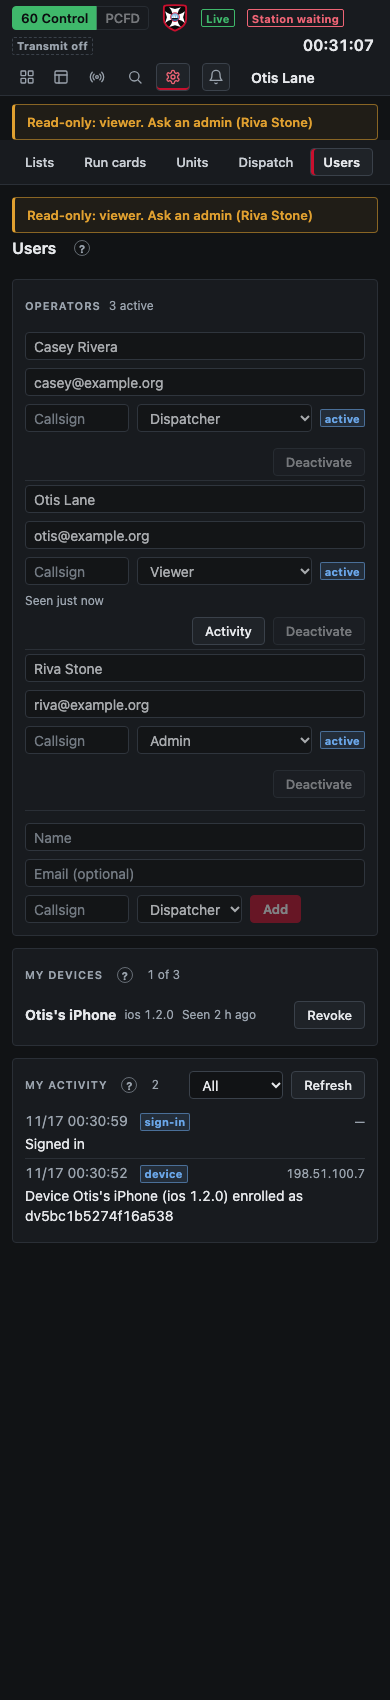 60 Control PCFD Live Station waiting
Transmit off 00:31:07
Otis Lane
Read-only: viewer. Ask an admin (Riva Stone)
Lists Run cards Units Dispatch Users
Read-only: viewer. Ask an admin (Riva Stone)
Users ?
OPERATORS 3 active
Casey Rivera
casey@example.org
Callsign Dispatcher active
Deactivate
Otis Lane
otis@example.org
Callsign Viewer active
Seen just now
Activity Deactivate
Riva Stone
riva@example.org
Callsign Admin active
Deactivate
Name
Email (optional)
Callsign Dispatcher Add
MY DEVICES ? 1 of 3
Otis's iPhone ios 1.2.0 Seen 2 h ago Revoke
MY ACTIVITY ? 2 All Refresh
11/17 00:30:59 sign-in —
Signed in
11/17 00:30:52 device 198.51.100.7
Device Otis's iPhone (ios 1.2.0) enrolled as
dv5bc1b5274f16a538